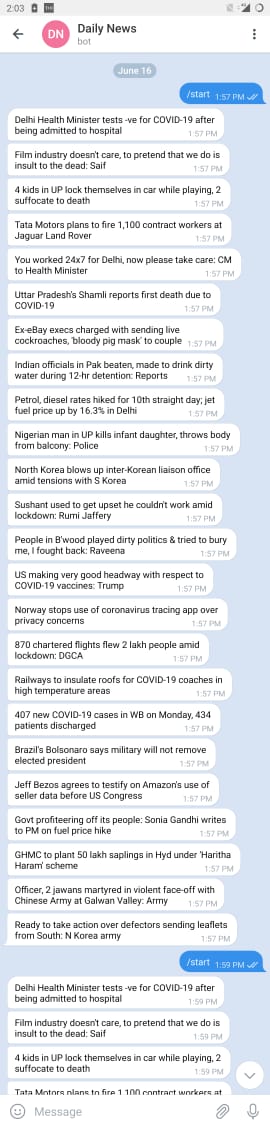 2:03
DN
Daily News
bot
June 16
/start 1:57 PM
Delhi Health Minister tests -ve for COVID-19 after
being admitted to hospital 1:57 PM
Film industry doesn't care, to pretend that we do is
insult to the dead: Saif 1:57 PM
4 kids in UP lock themselves in car while playing, 2
suffocate to death 1:57 PM
Tata Motors plans to fire 1,100 contract workers at
Jaguar Land Rover 1:57 PM
You worked 24x7 for Delhi, now please take care: CM
to Health Minister 1:57 PM
Uttar Pradesh's Shamli reports first death due to
COVID-19 1:57 PM
Ex-eBay execs charged with sending live
cockroaches, 'bloody pig mask' to couple 1:57 PM
Indian officials in Pak beaten, made to drink dirty
water during 12-hr detention: Reports 1:57 PM
Petrol, diesel rates hiked for 10th straight day; jet
fuel price up by 16.3% in Delhi 1:57 PM
Nigerian man in UP kills infant daughter, throws body
from balcony: Police 1:57 PM
North Korea blows up inter-Korean liaison office
amid tensions with S Korea 1:57 PM
Sushant used to get upset he couldn't work amid
lockdown: Rumi Jaffery 1:57 PM
People in B'wood played dirty politics & tried to bury
me, I fought back: Raveena 1:57 PM
US making very good headway with respect to
COVID-19 vaccines: Trump 1:57 PM
Norway stops use of coronavirus tracing app over
privacy concerns 1:57 PM
870 chartered flights flew 2 lakh people amid
lockdown: DGCA 1:57 PM
Railways to insulate roofs for COVID-19 coaches in
high temperature areas 1:57 PM
407 new COVID-19 cases in WB on Monday, 434
patients discharged 1:57 PM
Brazil's Bolsonaro says military will not remove
elected president 1:57 PM
Jeff Bezos agrees to testify on Amazon's use of
seller data before US Congress 1:57 PM
Govt profiteering off its people: Sonia Gandhi writes
to PM on fuel price hike 1:57 PM
GHMC to plant 50 lakh saplings in Hyd under 'Haritha
Haram' scheme 1:57 PM
Officer, 2 jawans martyred in violent face-off with
Chinese Army at Galwan Valley: Army 1:57 PM
Ready to take action over defectors sending leaflets
from South: N Korea army 1:57 PM
/start 1:59 PM
Delhi Health Minister tests -ve for COVID-19 after
being admitted to hospital 1:59 PM
Film industry doesn't care, to pretend that we do is
insult to the dead: Saif 1:59 PM
4 kids in UP lock themselves in car while playing, 2
suffocate to death 1:59 PM
Tata Motors plans to fire 1,100 contract workers at
Message